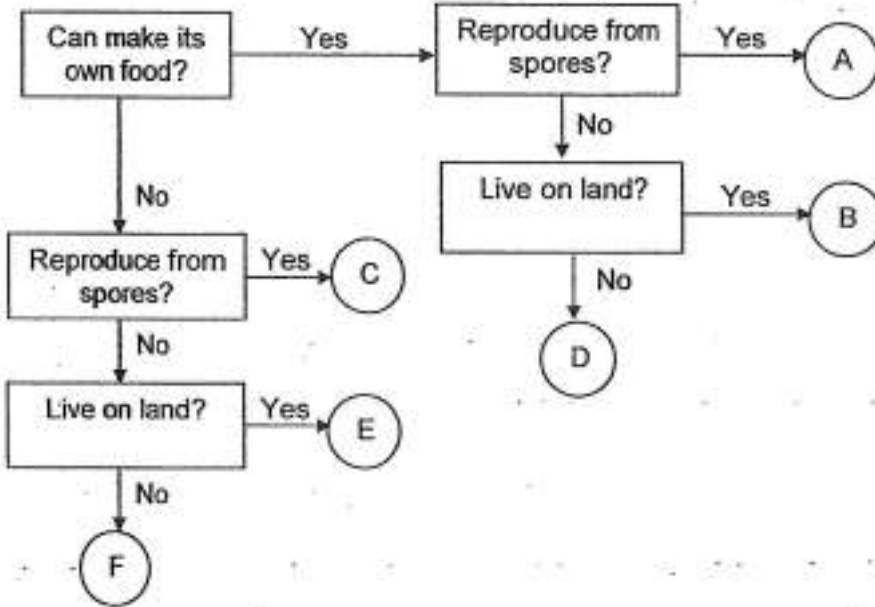 Can make its
own food?
Yes
Reproduce from
spores?
Yes
A
No
Live on land?
Yes
B
No
D
No
Reproduce from
spores?
Yes
C
No
Live on land?
Yes
E
No
F